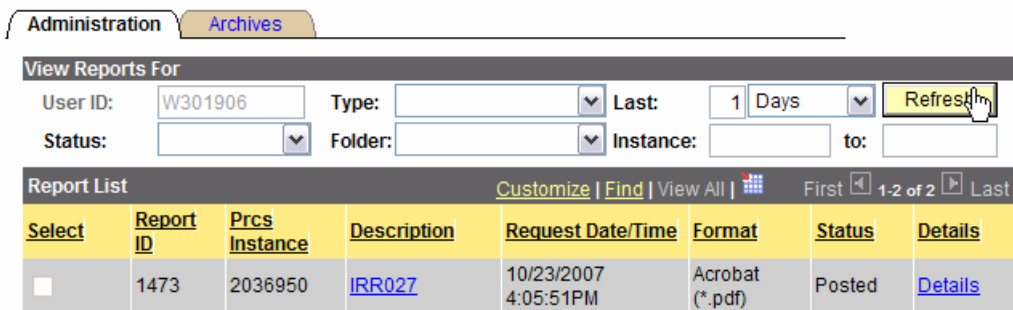 Administration Archives
View Reports For
User ID: W301906 Type: Last: 1 Days Refresh
Status: Folder: Instance: to:
Report List Customize | Find | View All | First 1-2 of 2 Last
Select Report ID Prcs Instance Description Request Date/Time Format Status Details
1473 2036950 IRR027 10/23/2007 4:05:51PM Acrobat (*.pdf) Posted Details